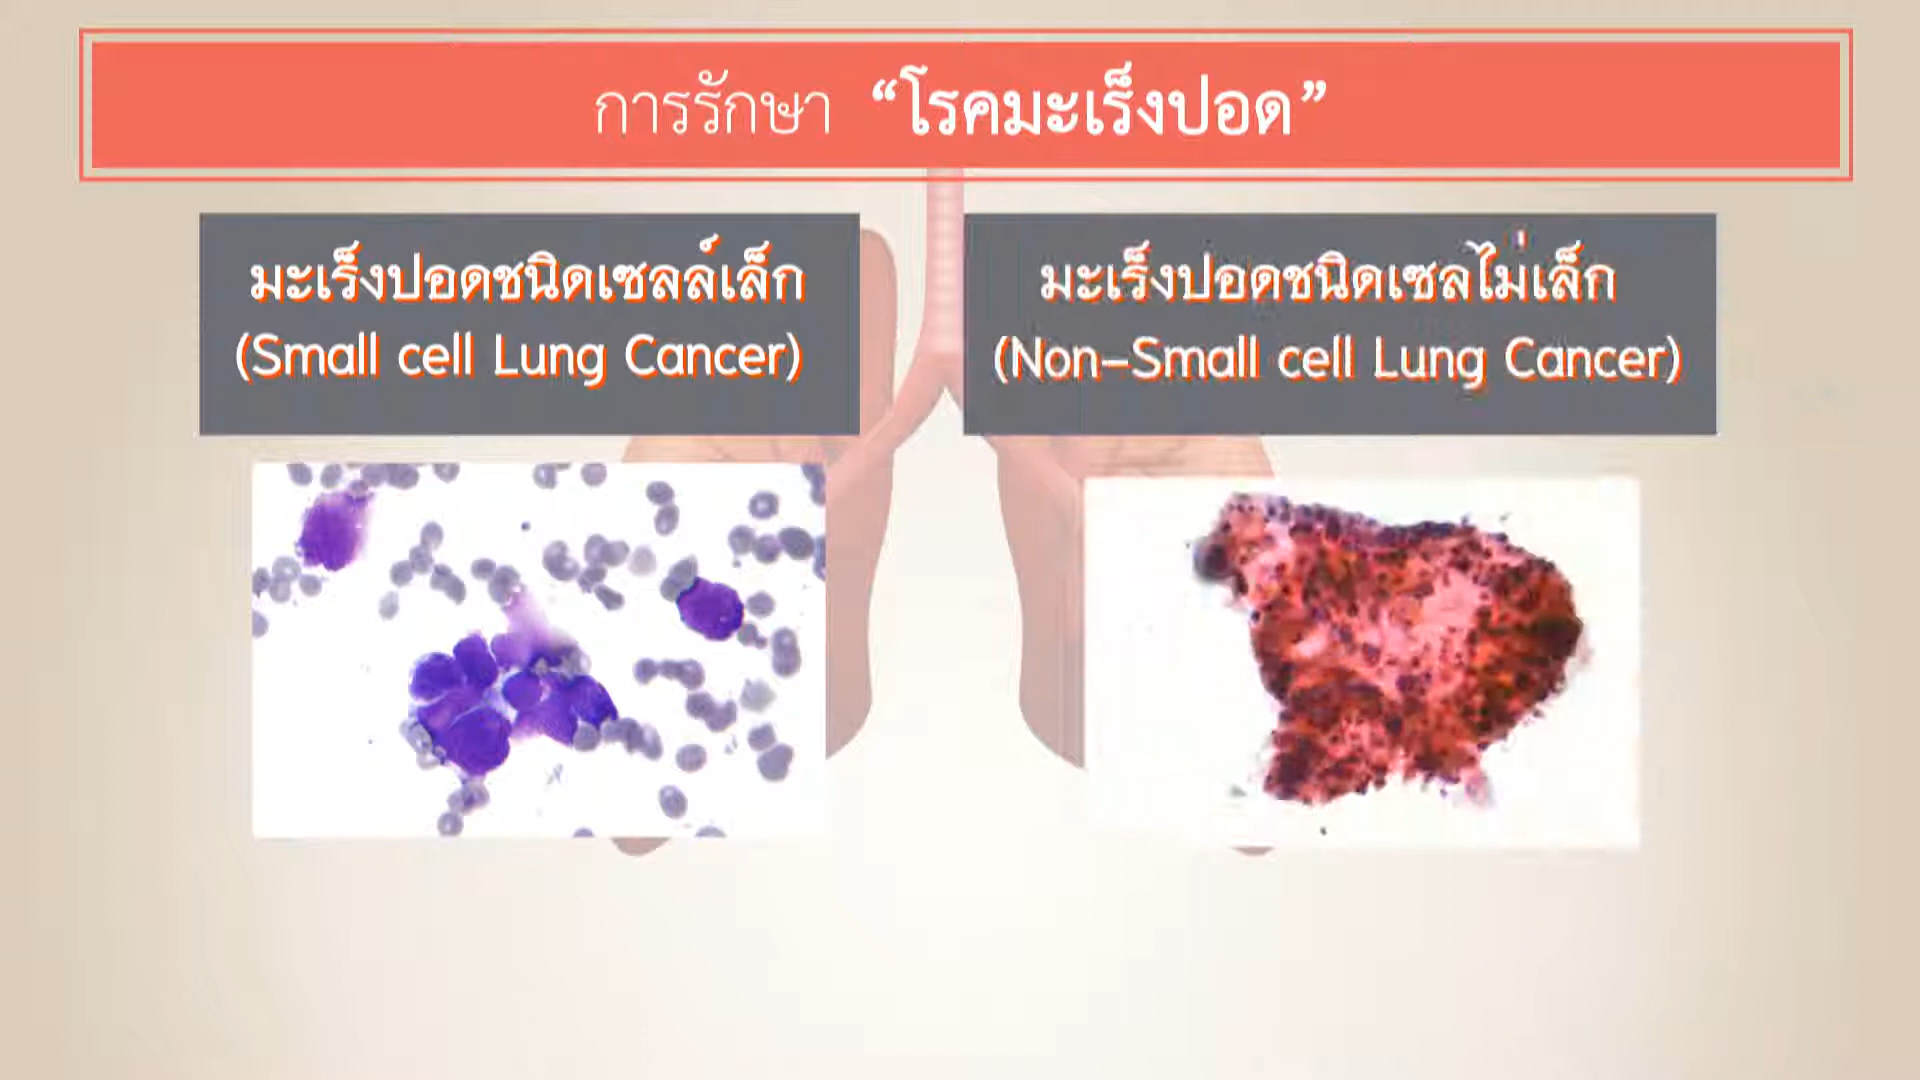 การรักษา “โรคมะเร็งปอด”
มะเร็งปอดชนิดเซลล์เล็ก
(Small cell Lung Cancer)
มะเร็งปอดชนิดเซลไม่เล็ก
(Non-Small cell Lung Cancer)